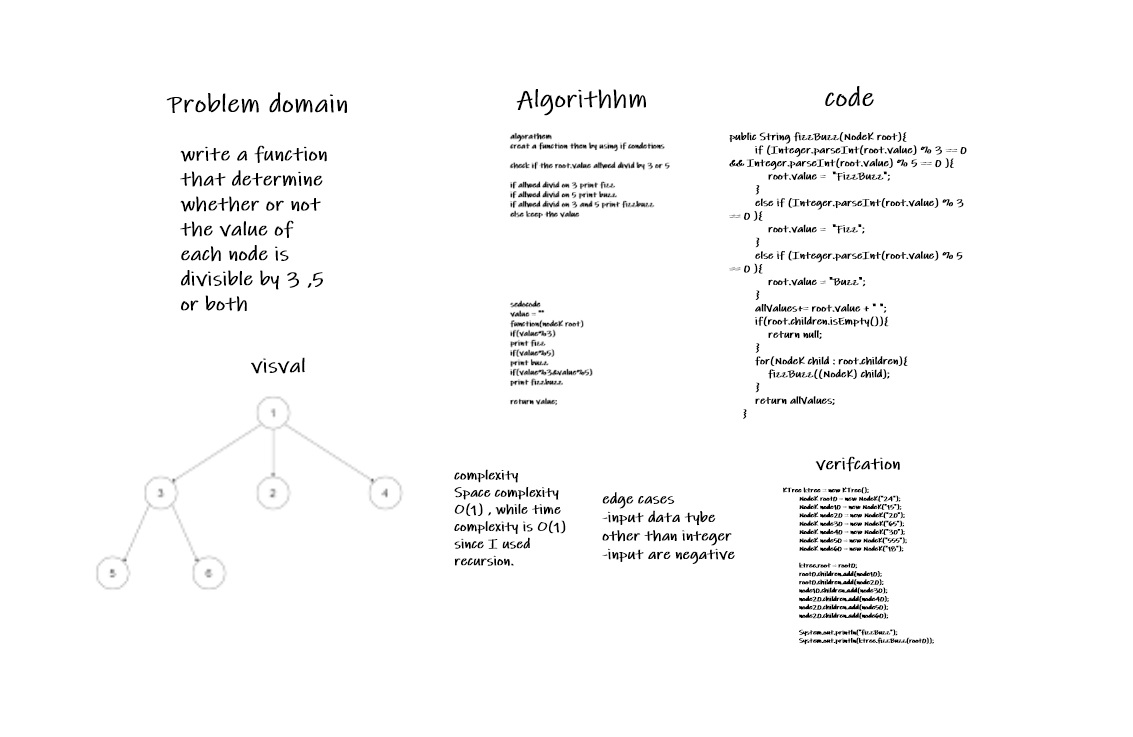 Problem domain
write a function
that determine
whether or not
the value of
each node is
divisible by 3 ,5
or both
visval
1
3
2
4
5
6
Algorithhm
algorathem
creat a function then by using if condetions
check if the root.value allwed divid by 3 or 5
if allwed divid on 3 print fizz
if allwed divid on 5 print buzz
if allwed divid on 3 and 5 print fizzbuzz
else keep the value
sedocode
value = ""
function(nodeK root)
if(value%3)
print fizz
if(value%5)
print buzz
if(value%3&value%5)
print fizzbuzz
return value;
complexity
Space complexity
O(1) , while time
complexity is O(1)
since I used
recursion.
edge cases
-input data tybe
other than integer
-input are negative
code
public String fizzBuzz(NodeK root){
if (Integer.parseInt(root.value) % 3 == 0
&& Integer.parseInt(root.value) % 5 == 0 ){
root.value = "FizzBuzz";
}
else if (Integer.parseInt(root.value) % 3
== 0 ){
root.value = "Fizz";
}
else if (Integer.parseInt(root.value) % 5
== 0 ){
root.value = "Buzz";
}
allValues+= root.value + " ";
if(root.children.isEmpty()){
return null;
}
for(NodeK child : root.children){
fizzBuzz((NodeK) child);
}
return allValues;
}
verifcation
KTree ktree = new KTree();
NodeK root0 = new NodeK("24");
NodeK node10 = new NodeK("15");
NodeK node20 = new NodeK("20");
NodeK node30 = new NodeK("65");
NodeK node40 = new NodeK("30");
NodeK node50 = new NodeK("555");
NodeK node60 = new NodeK("18");
ktree.root = root0;
root0.children.add(node10);
root0.children.add(node20);
node10.children.add(node30);
node20.children.add(node40);
node20.children.add(node50);
node20.children.add(node60);
System.out.println("fizzBuzz");
System.out.println(ktree.fizzBuzz(root0));